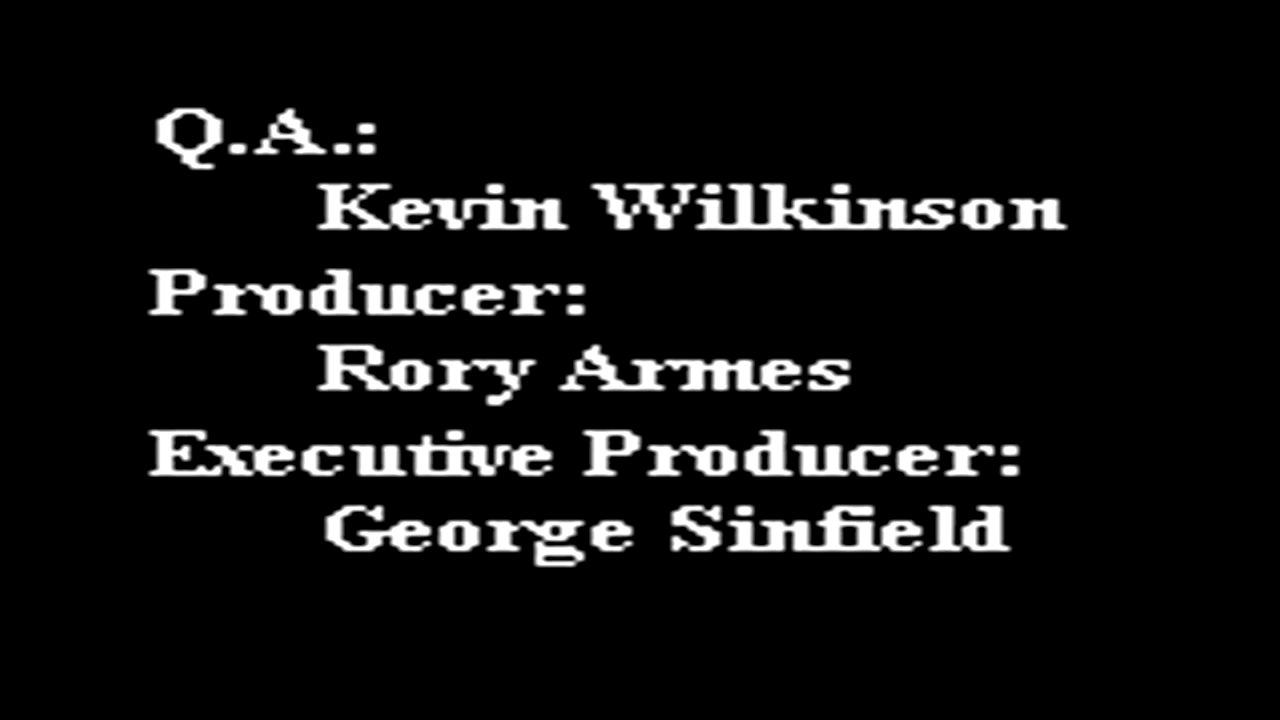 Q.A.:
Kevin Wilkinson
Producer:
Rory Armes
Executive Producer:
George Sinfield